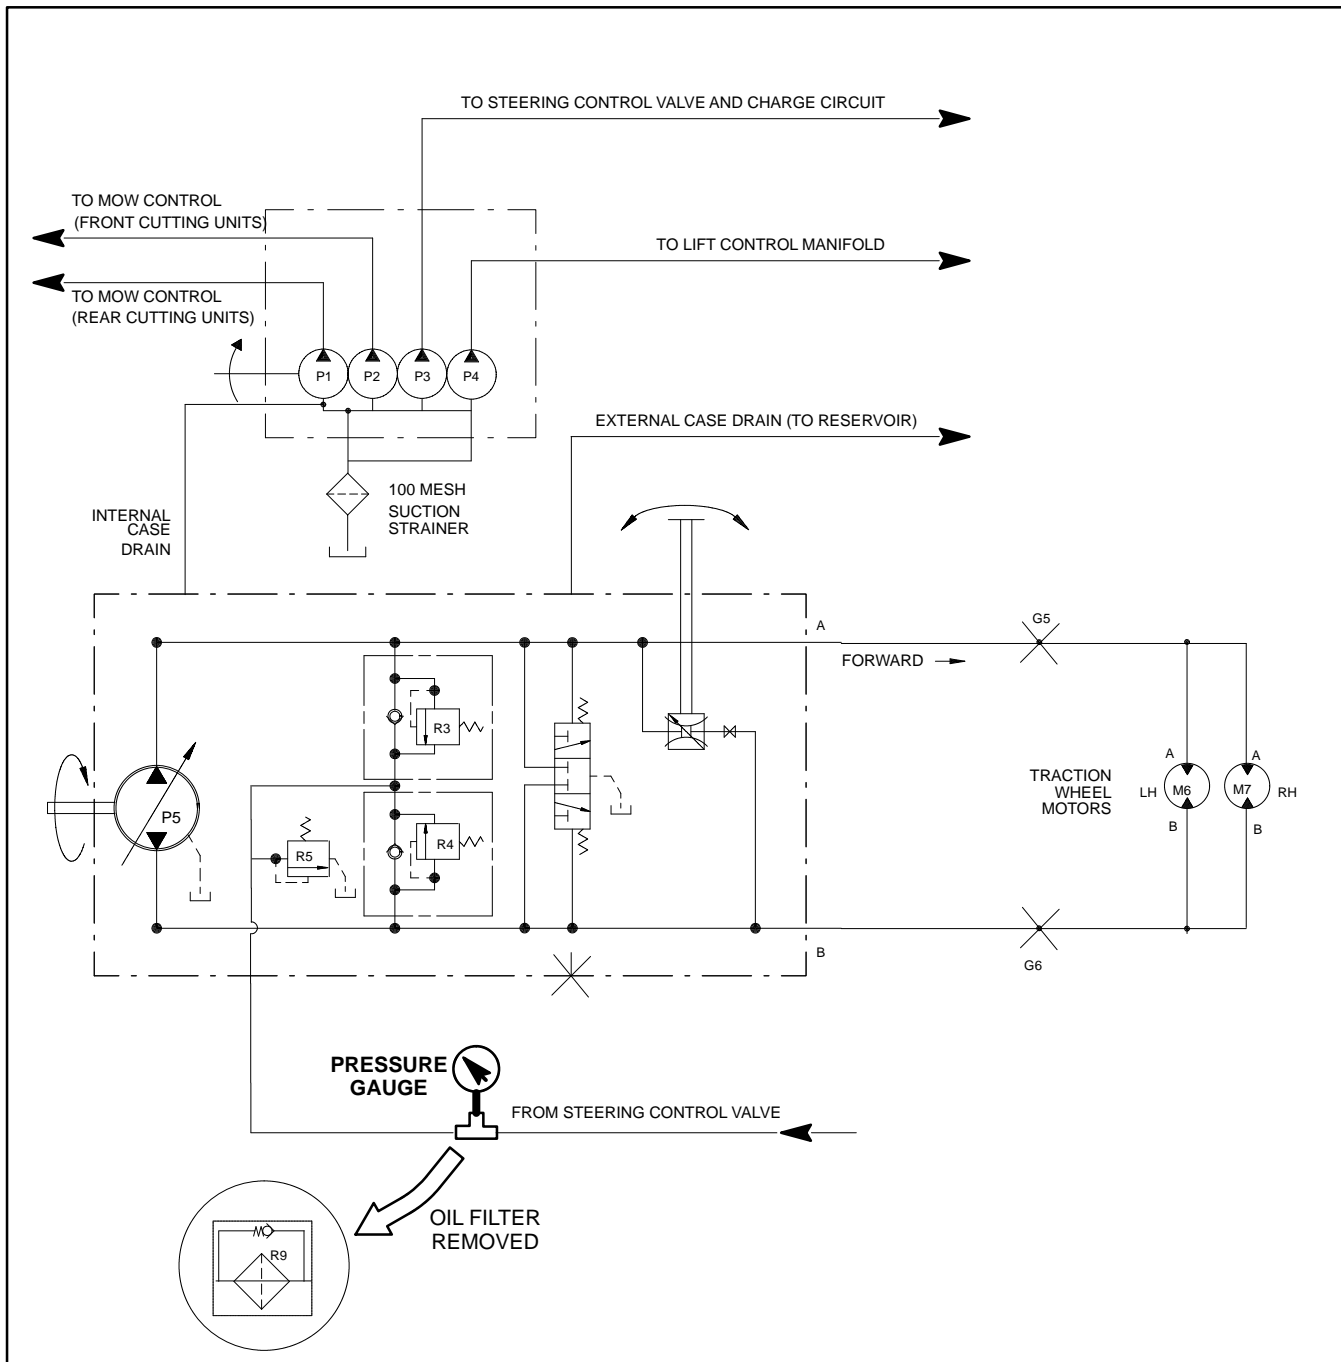 TO STEERING CONTROL VALVE AND CHARGE CIRCUIT
TO MOW CONTROL
(FRONT CUTTING UNITS)
TO LIFT CONTROL MANIFOLD
TO MOW CONTROL
(REAR CUTTING UNITS)
P1
P2
P3
P4
EXTERNAL CASE DRAIN (TO RESERVOIR)
100 MESH
SUCTION
STRAINER
INTERNAL
CASE
DRAIN
A
G5
FORWARD
R3
TRACTION
WHEEL
MOTORS
LH
A
M6
B
A
M7
B
RH
P5
R5
R4
B
G6
PRESSURE
GAUGE
FROM STEERING CONTROL VALVE
OIL FILTER
REMOVED
R9